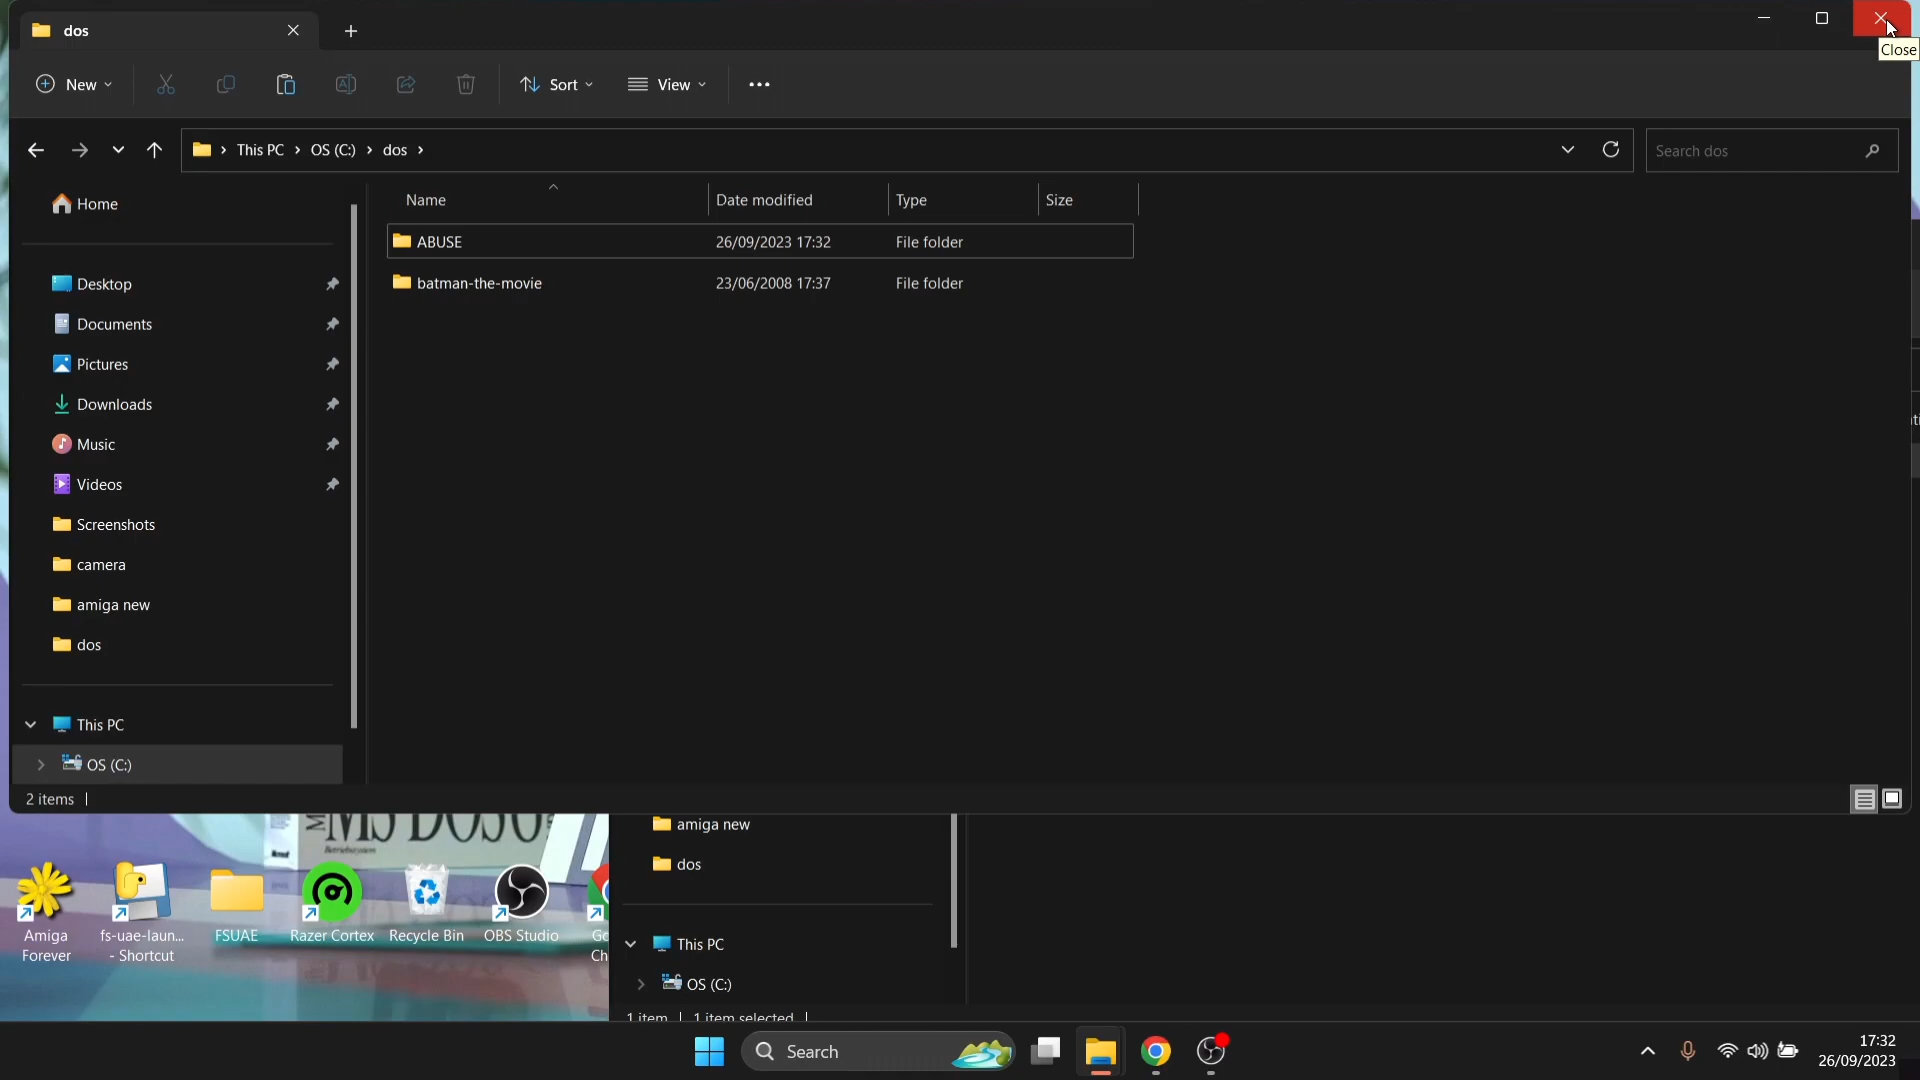 dos
Close
New
Sort
View
This PC
OS (C:)
dos
Search dos
Name
Date modified
Type
Size
Home
ABUSE
26/09/2023 17:32
File folder
batman-the-movie
23/06/2008 17:37
File folder
Desktop
Documents
Pictures
Downloads
Music
Videos
Screenshots
camera
amiga new
dos
This PC
OS (C:)
2 items
Betriebssystem
amiga new
dos
Amiga
Forever
fs-uae-laun...
- Shortcut
FSUAE
Razer Cortex
Recycle Bin
OBS Studio
This PC
OS (C:)
1 item
1 item selected
Search
17:32
26/09/2023